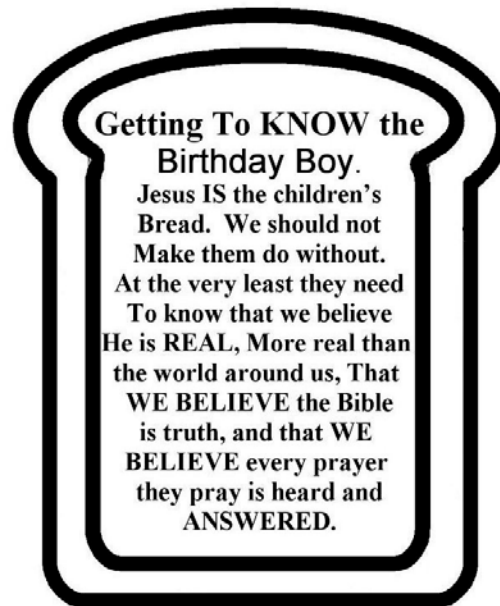 Getting To KNOW the
Birthday Boy.
Jesus IS the children's
Bread. We should not
Make them do without.
At the very least they need
To know that we believe
He is REAL, More real than
the world around us, That
WE BELIEVE the Bible
is truth, and that WE
BELIEVE every prayer
they pray is heard and
ANSWERED.